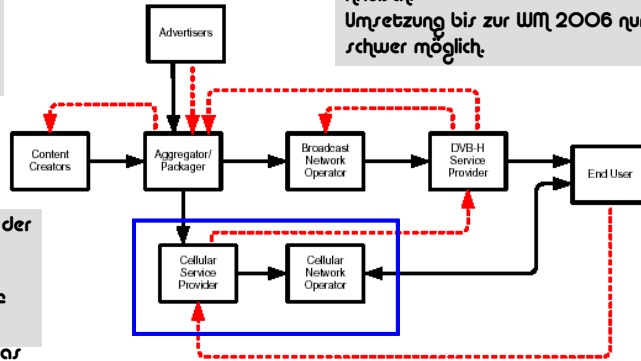 Umsetzung bis zur WM 2006 nur
schwer möglich.
Advertisers
Content
Creators
Aggregator/
Packager
Broadcast
Network
Operator
DVB-H
Service
Provider
End User
der
Cellular
Service
Provider
Cellular
Network
Operator